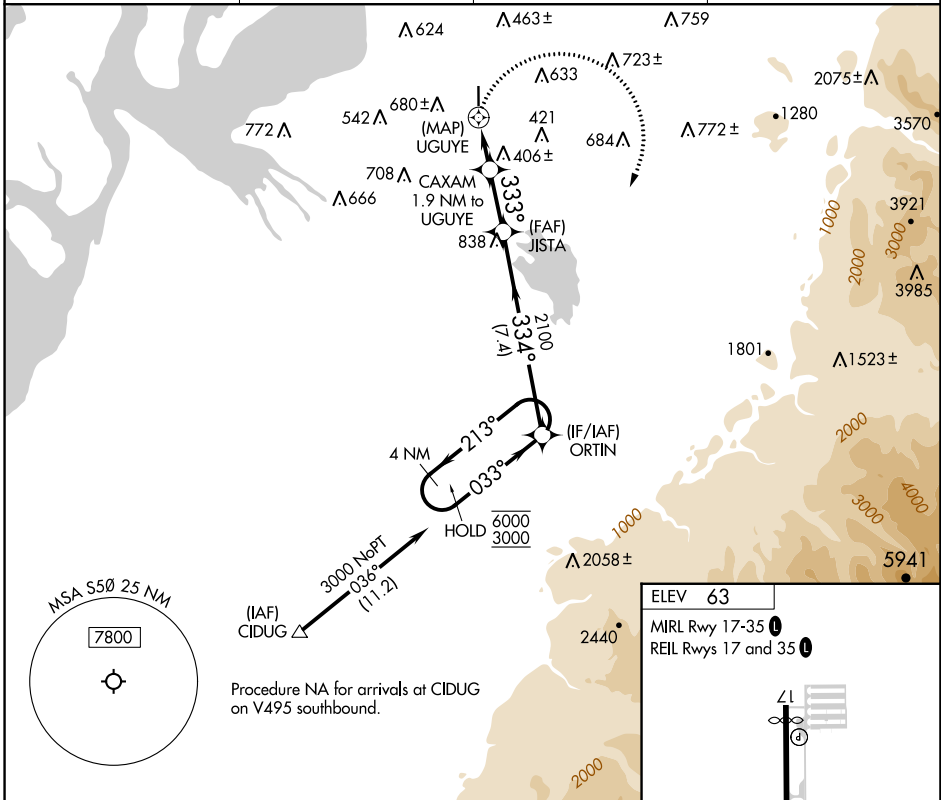 463±
759
624
723±
633
2075±
680±
1280
542
(MAP)
UGUYE
421
3570
772
684
772±
406±
708
CAXAM
1.9 NM to
UGUYE
333°
666
3921
1000
3000
838
(FAF)
JISTA
2000
3985
2100
334°
(7.4)
1801
1523±
2000
213°
(IF/IAF)
ORTIN
4 NM
033°
HOLD
6000
3000
1000
3000
4000
2058±
5941
3000 NoPT
036°
(11.2)
(IAF)
CIDUG
2440
MSA S50 25 NM
7800
Procedure NA for arrivals at CIDUG
on V495 southbound.
2000
ELEV 63
MIRL Rwy 17-35 L
REIL Rwys 17 and 35 L
17
P